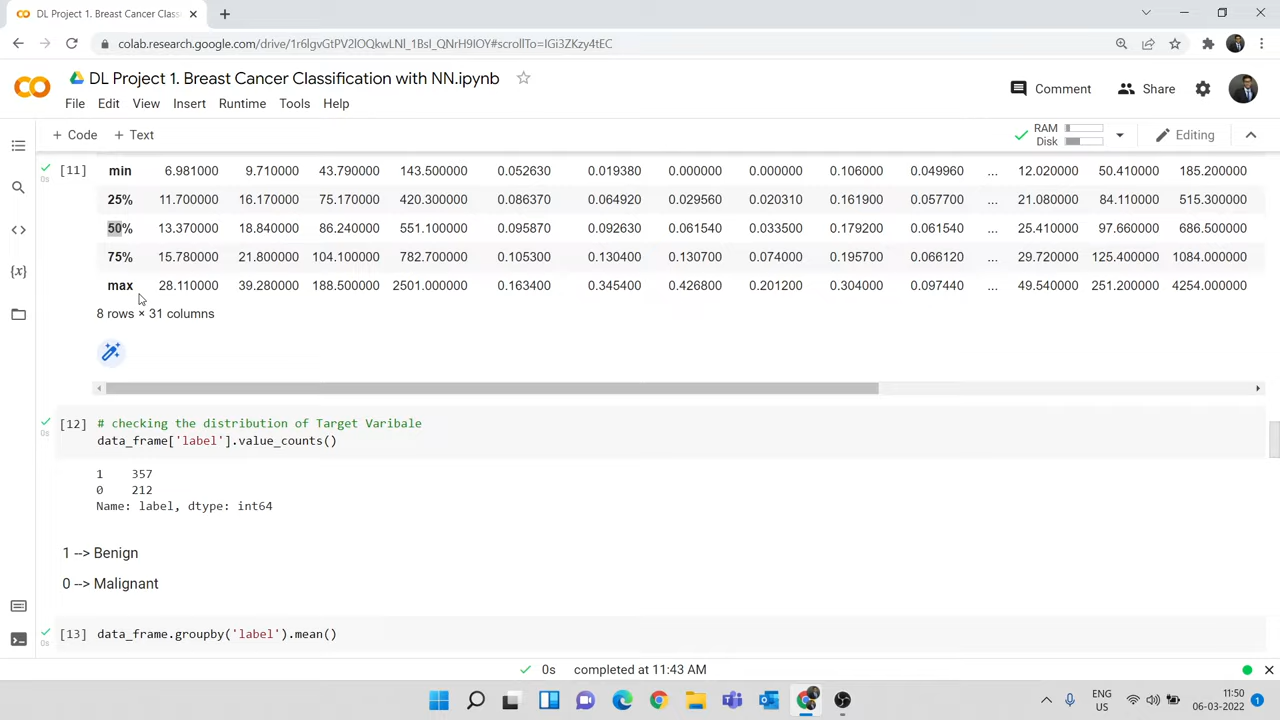 DL Project 1. Breast Cancer Class
colab.research.google.com/drive/1r6lgvGtPV2lOQkwLNl_1BsI_QNrH9IOY#scrollTo=IGi3ZKzy4tEC
DL Project 1. Breast Cancer Classification with NN.ipynb
File Edit View Insert Runtime Tools Help
Comment Share
+ Code + Text
RAM
Disk
Editing
[11] min 6.981000 9.710000 43.790000 143.500000 0.052630 0.019380 0.000000 0.000000 0.106000 0.049960 ... 12.020000 50.410000 185.200000
0s
25% 11.700000 16.170000 75.170000 420.300000 0.086370 0.064920 0.029560 0.020310 0.161900 0.057700 ... 21.080000 84.110000 515.300000
50% 13.370000 18.840000 86.240000 551.100000 0.095870 0.092630 0.061540 0.033500 0.179200 0.061540 ... 25.410000 97.660000 686.500000
75% 15.780000 21.800000 104.100000 782.700000 0.105300 0.130400 0.130700 0.074000 0.195700 0.066120 ... 29.720000 125.400000 1084.000000
max 28.110000 39.280000 188.500000 2501.000000 0.163400 0.345400 0.426800 0.201200 0.304000 0.097440 ... 49.540000 251.200000 4254.000000
8 rows × 31 columns
[12] # checking the distribution of Target Varibale
0s
data_frame['label'].value_counts()
1 357
0 212
Name: label, dtype: int64
1 --> Benign
0 --> Malignant
[13] data_frame.groupby('label').mean()
0s
0s completed at 11:43 AM
ENG
US
11:50
06-03-2022
1